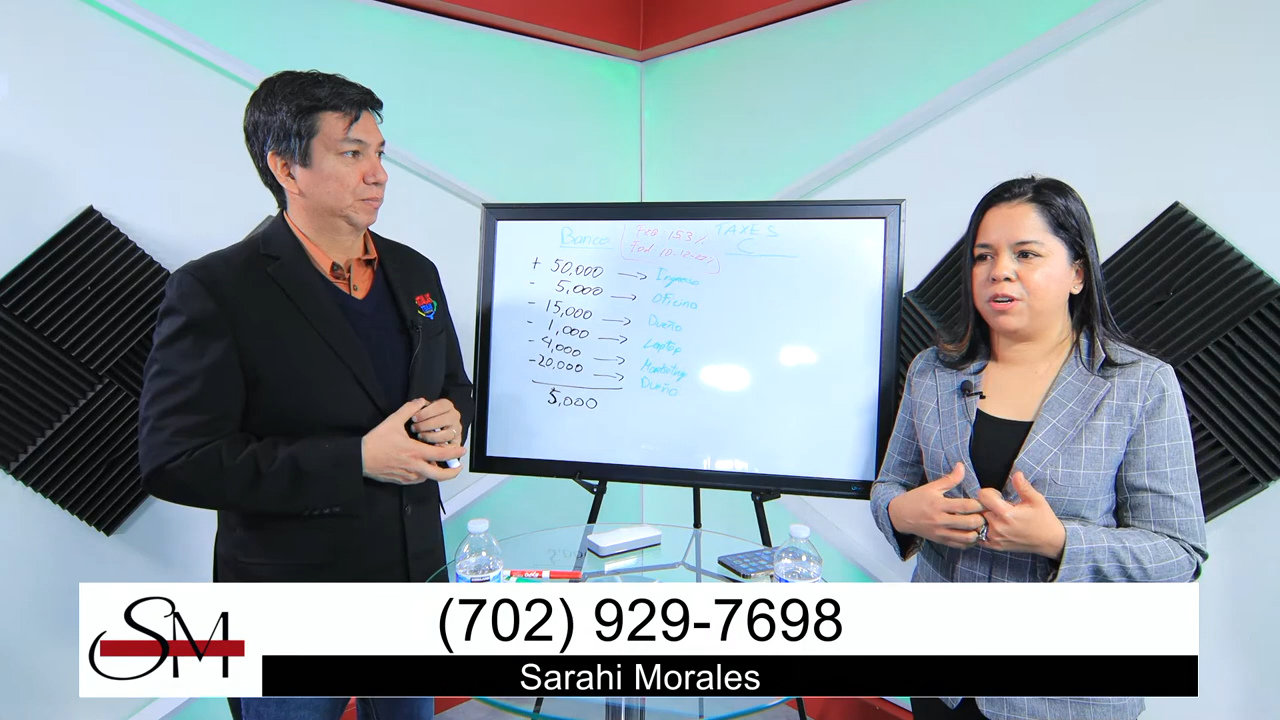 Banco
TAXES
C
+ 50,000 → Ingreso
- 5,000 → Oficina
- 15,000 → Dueño
- 1,000 → Laptop
- 4,000 → Marketing
-20.000 → Dueño
5,000
SM
(702) 929-7698
Sarahi Morales